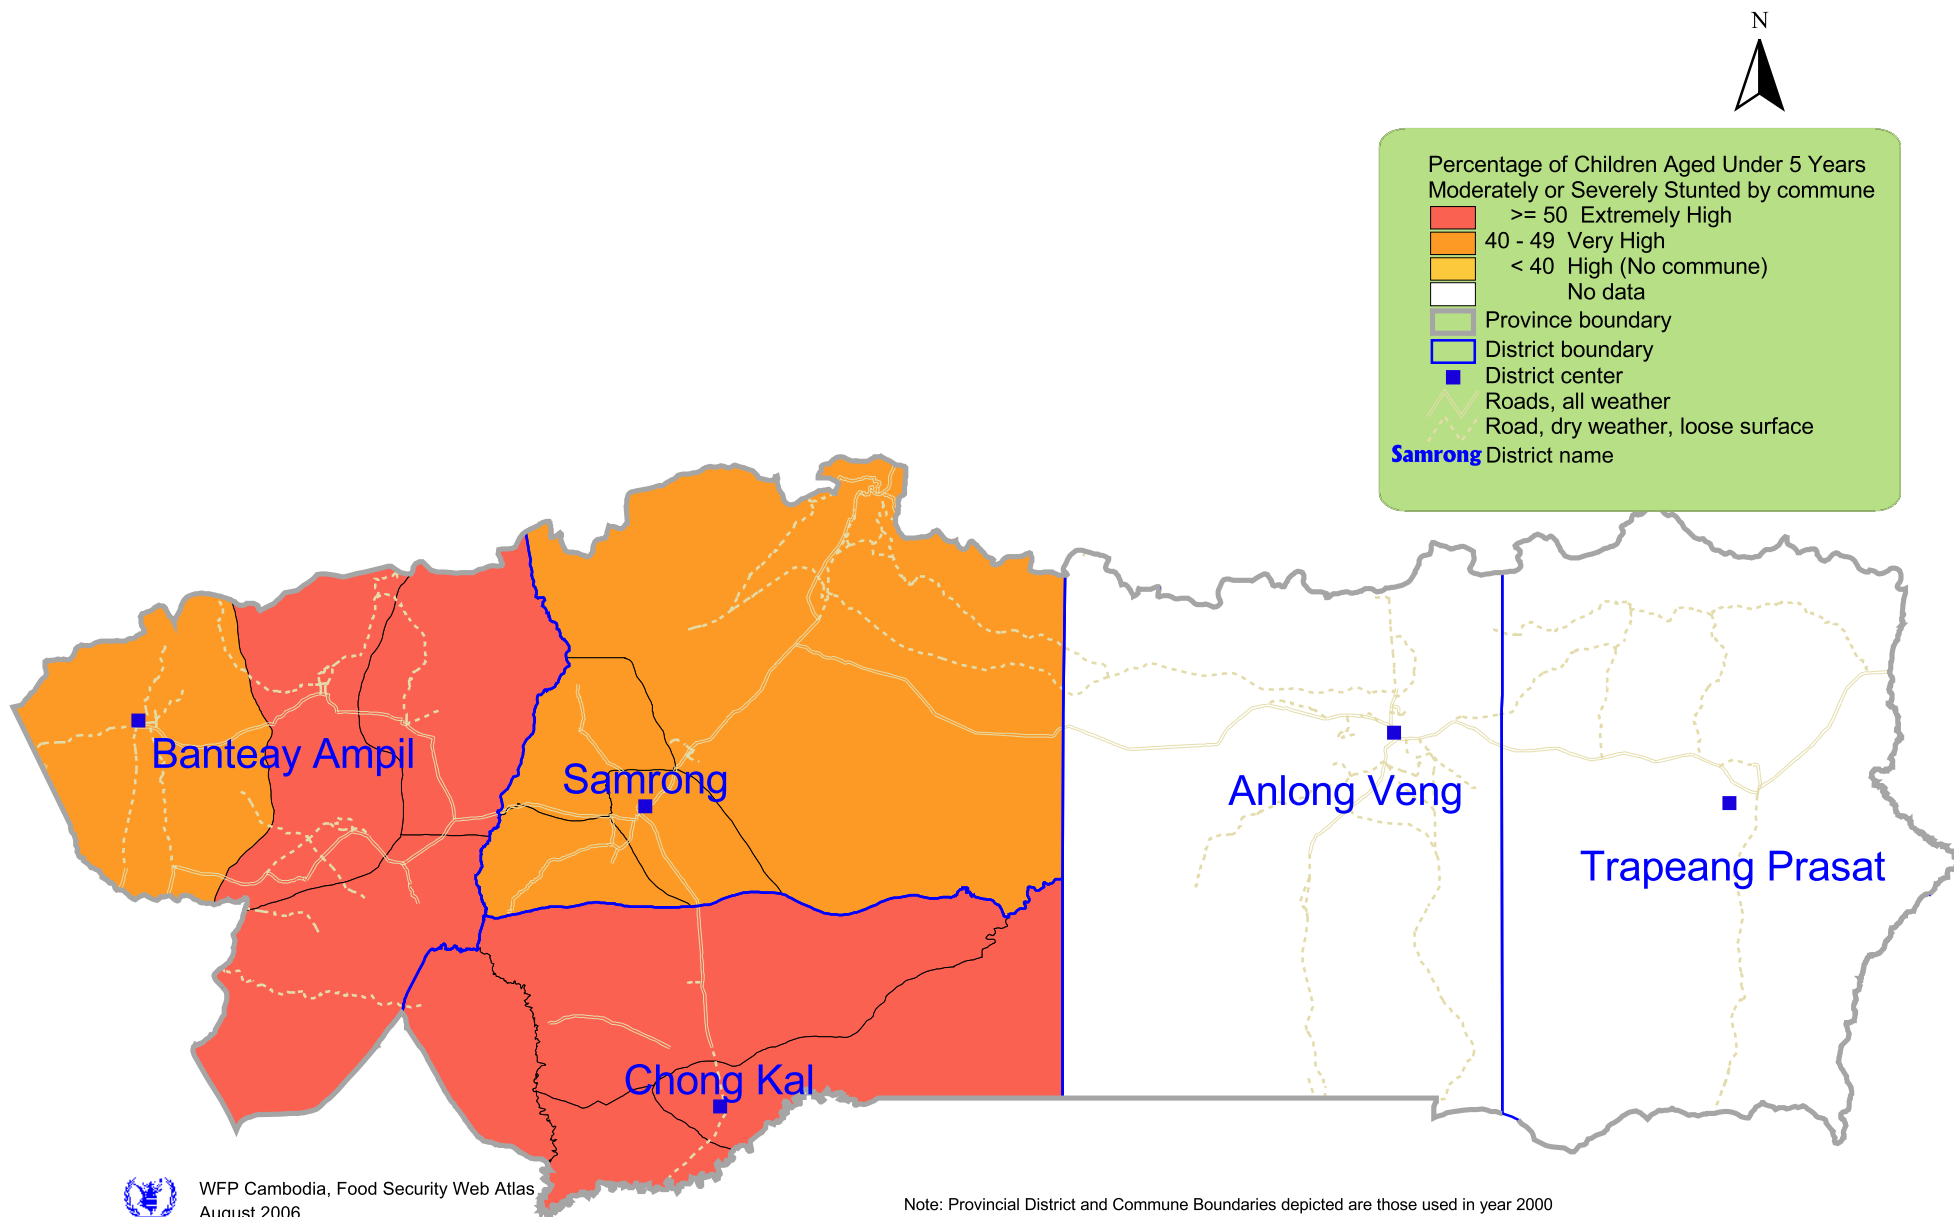 N
Percentage of Children Aged Under 5 Years
Moderately or Severely Stunted by commune
>= 50 Extremely High
40 - 49 Very High
< 40 High (No commune)
No data
Province boundary
District boundary
District center
Roads, all weather
Road, dry weather, loose surface
Samrong District name
Banteay Ampil
Samrong
Anlong Veng
Trapeang Prasat
Chong Kal
WFP Cambodia, Food Security Web Atlas
August 2006
Note: Provincial District and Commune Boundaries depicted are those used in year 2000